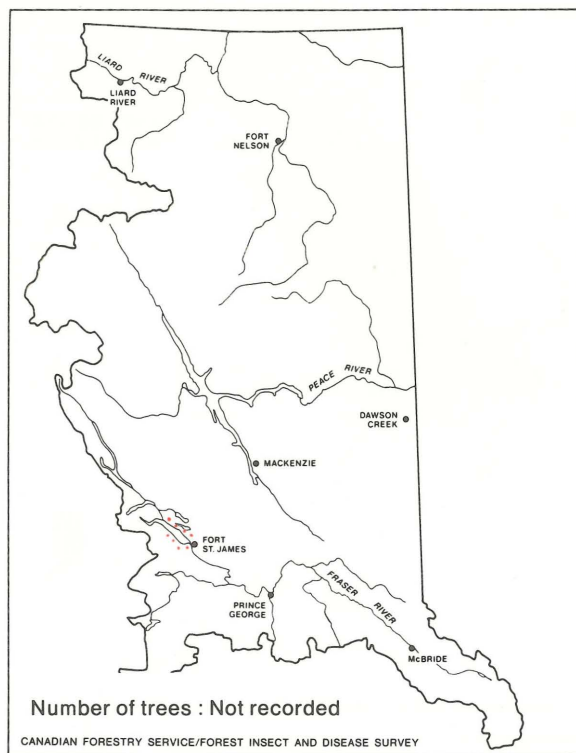 LIARD RIVER
LIARD
RIVER
FORT
NELSON
PEACE RIVER
DAWSON
CREEK
MACKENZIE
FORT
ST. JAMES
FRASER RIVER
PRINCE
GEORGE
McBRIDE
Number of trees : Not recorded
CANADIAN FORESTRY SERVICE/FOREST INSECT AND DISEASE SURVEY